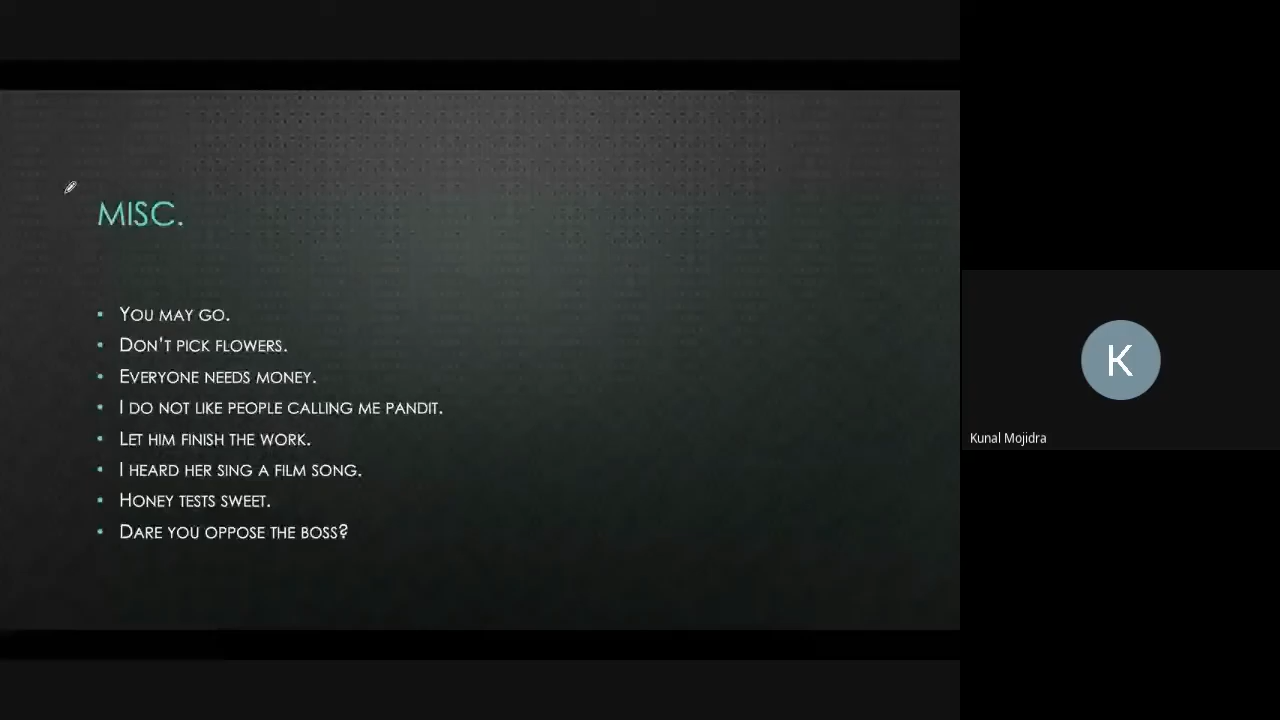 MISC.
You may go.
Don't pick flowers.
Everyone needs money.
I do not like people calling me pandit.
Let him finish the work.
I heard her sing a film song.
Honey tests sweet.
Dare you oppose the boss?
K
Kunal Mojidra